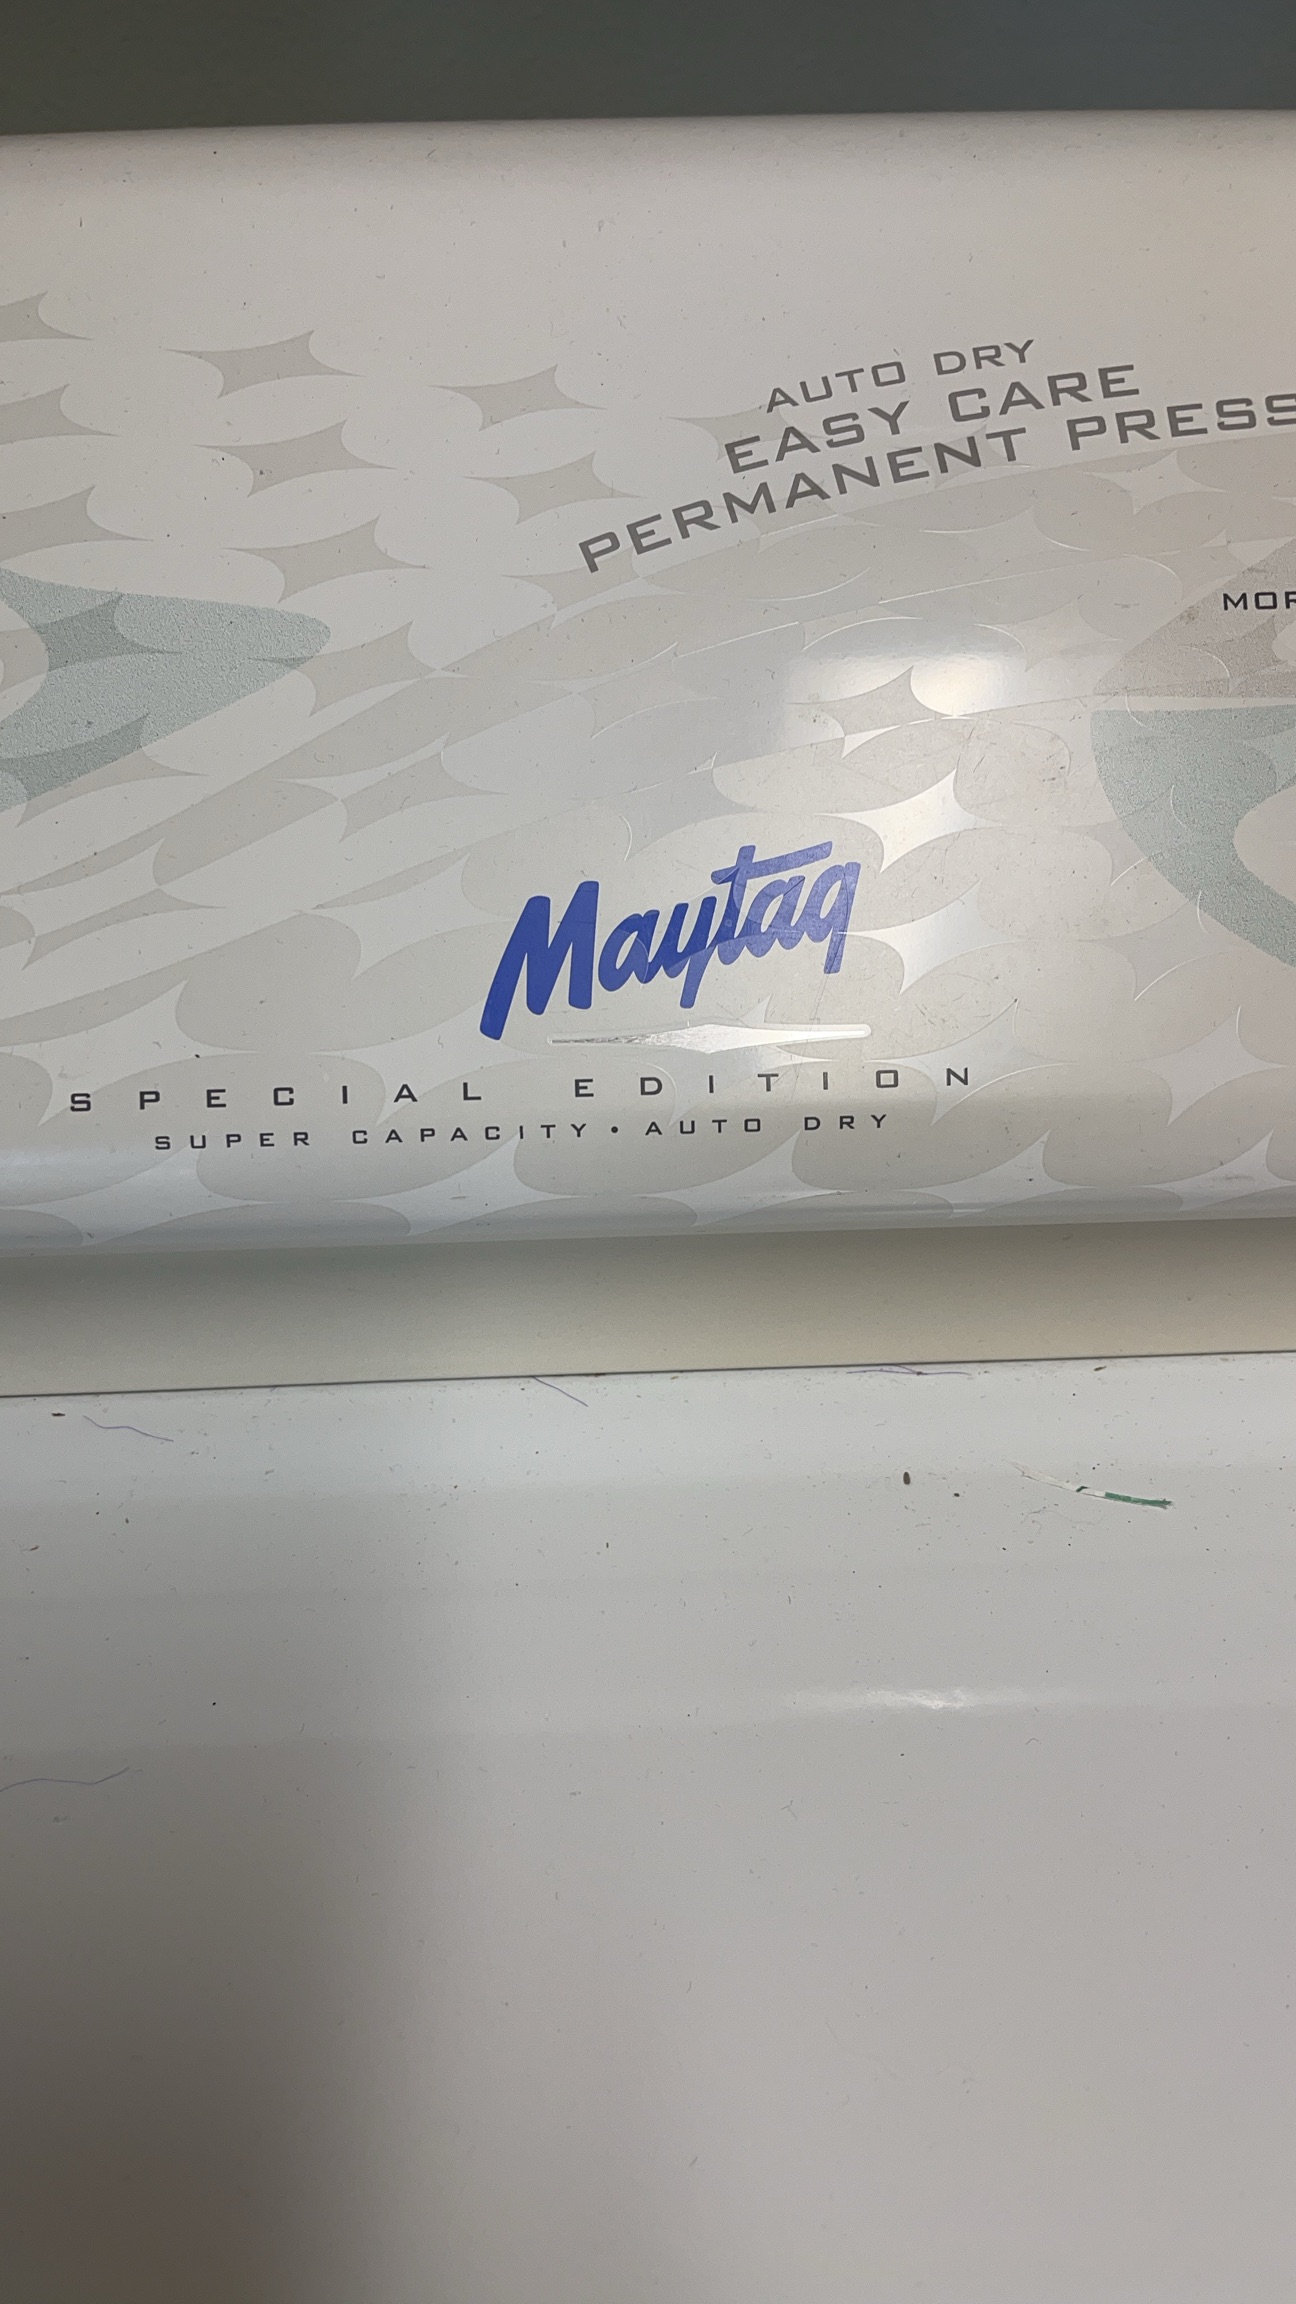 AUTO DRY
EASY CARE
PERMANENT PRESS
Maytag
SPECIAL EDITION
SUPER CAPACITY • AUTO DRY